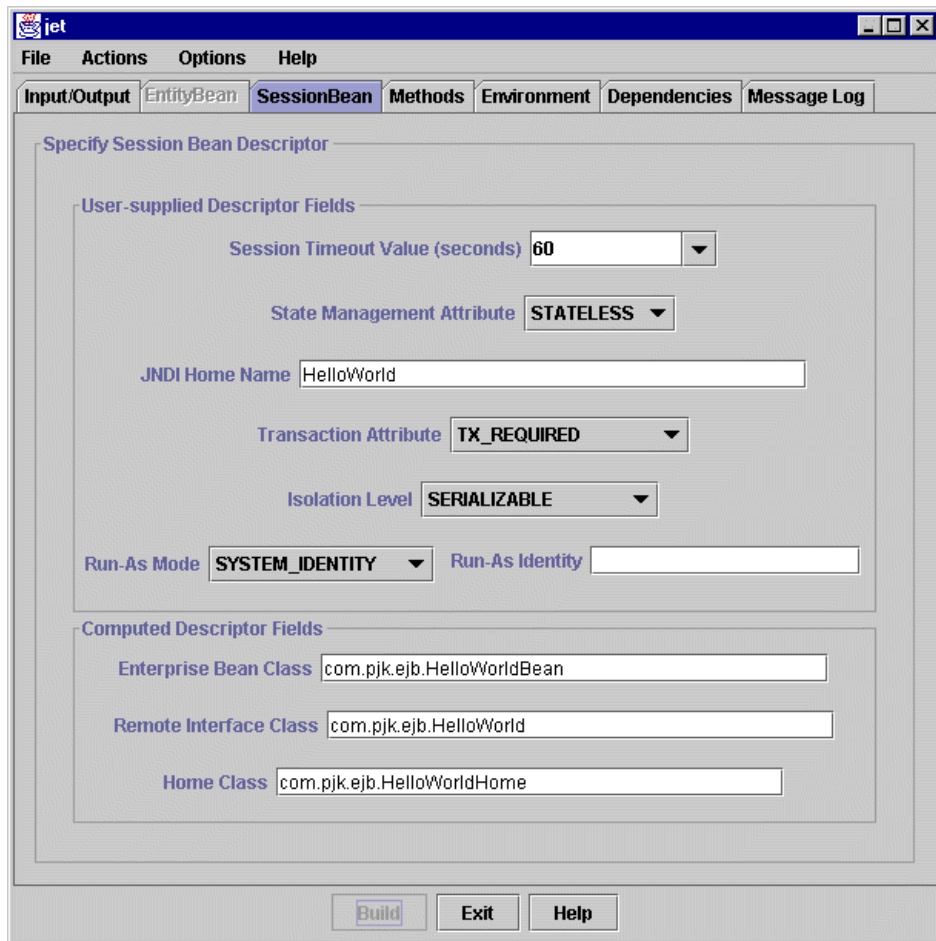 jet
File Actions Options Help
Input/Output EntityBean SessionBean Methods Environment Dependencies Message Log
Specify Session Bean Descriptor
User-supplied Descriptor Fields
Session Timeout Value (seconds) 60
State Management Attribute STATELESS
JNDI Home Name HelloWorld
Transaction Attribute TX_REQUIRED
Isolation Level SERIALIZABLE
Run-As Mode SYSTEM_IDENTITY Run-As Identity
Computed Descriptor Fields
Enterprise Bean Class com.pjk.ejb.HelloWorldBean
Remote Interface Class com.pjk.ejb.HelloWorld
Home Class com.pjk.ejb.HelloWorldHome
Build Exit Help